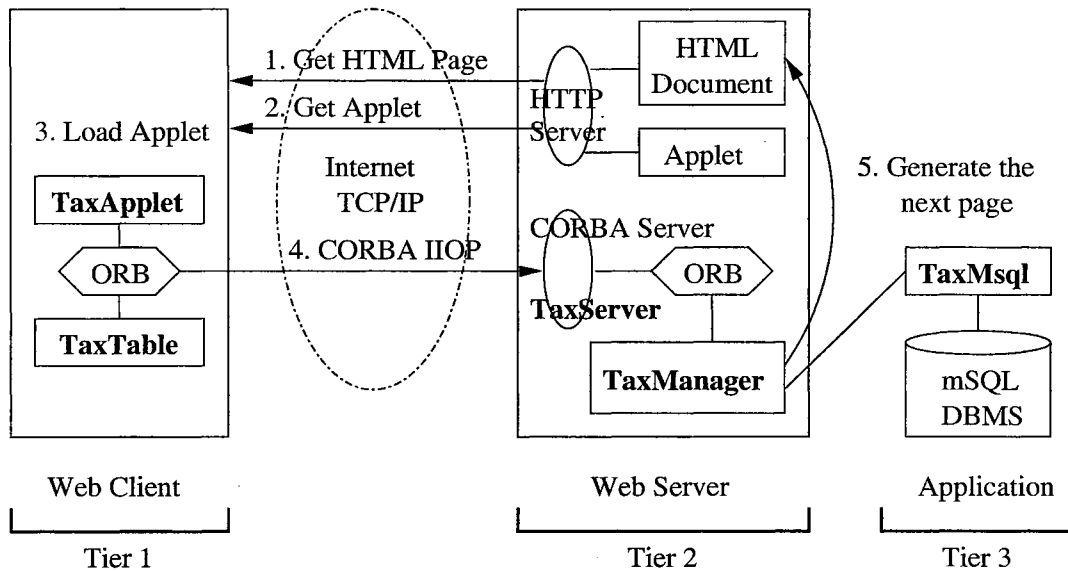 1. Get HTML Page
2. Get Applet
3. Load Applet
TaxApplet
ORB
TaxTable
Internet
TCP/IP
4. CORBA IIOP
HTML
Document
HTTP
Server
Applet
CORBA Server
ORB
TaxServer
TaxManager
5. Generate the
next page
TaxMsql
mSQL
DBMS
Web Client
Web Server
Application
Tier 1
Tier 2
Tier 3